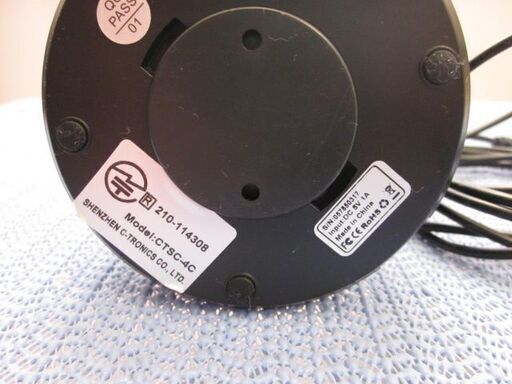 QC
PASS
01
R 210-114308
Model:CTSC-4C
SHENZHEN C-TRONICS CO., LTD.
S/N:057880317
Input:DC 5V 1A
Made in China
FC CE RoHS